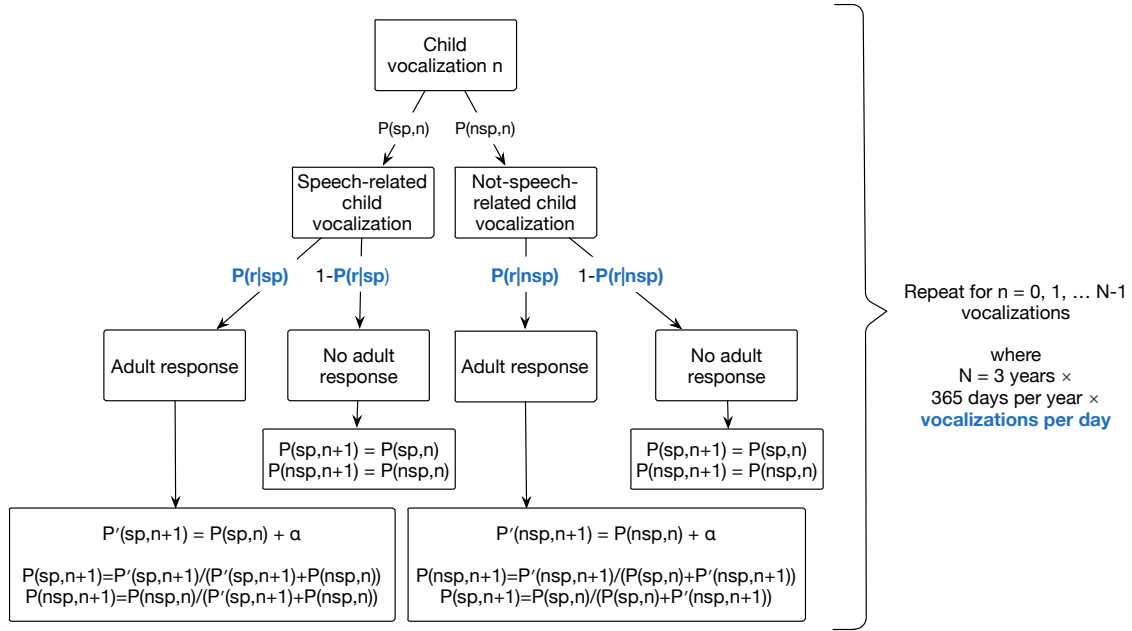 Child
vocalization n
P(sp,n)
P(nsp,n)
Speech-related
child
vocalization
Not-speech-
related child
vocalization
P(r|sp)
1-P(r|sp)
P(r|nsp)
1-P(r|nsp)
Adult response
No adult
response
Adult response
No adult
response
P(sp,n+1) = P(sp,n)
P(nsp,n+1) = P(nsp,n)
P(sp,n+1) = P(sp,n)
P(nsp,n+1) = P(nsp,n)
P′(sp,n+1) = P(sp,n) + α
P(sp,n+1)=P′(sp,n+1)/(P′(sp,n+1)+P(nsp,n))
P(nsp,n+1)=P(nsp,n)/(P′(sp,n+1)+P(nsp,n))
P′(nsp,n+1) = P(nsp,n) + α
P(nsp,n+1)=P′(nsp,n+1)/(P(sp,n)+P′(nsp,n+1))
P(sp,n+1)=P(sp,n)/(P(sp,n)+P′(nsp,n+1))
Repeat for n = 0, 1, … N-1
vocalizations
where
N = 3 years ×
365 days per year ×
vocalizations per day